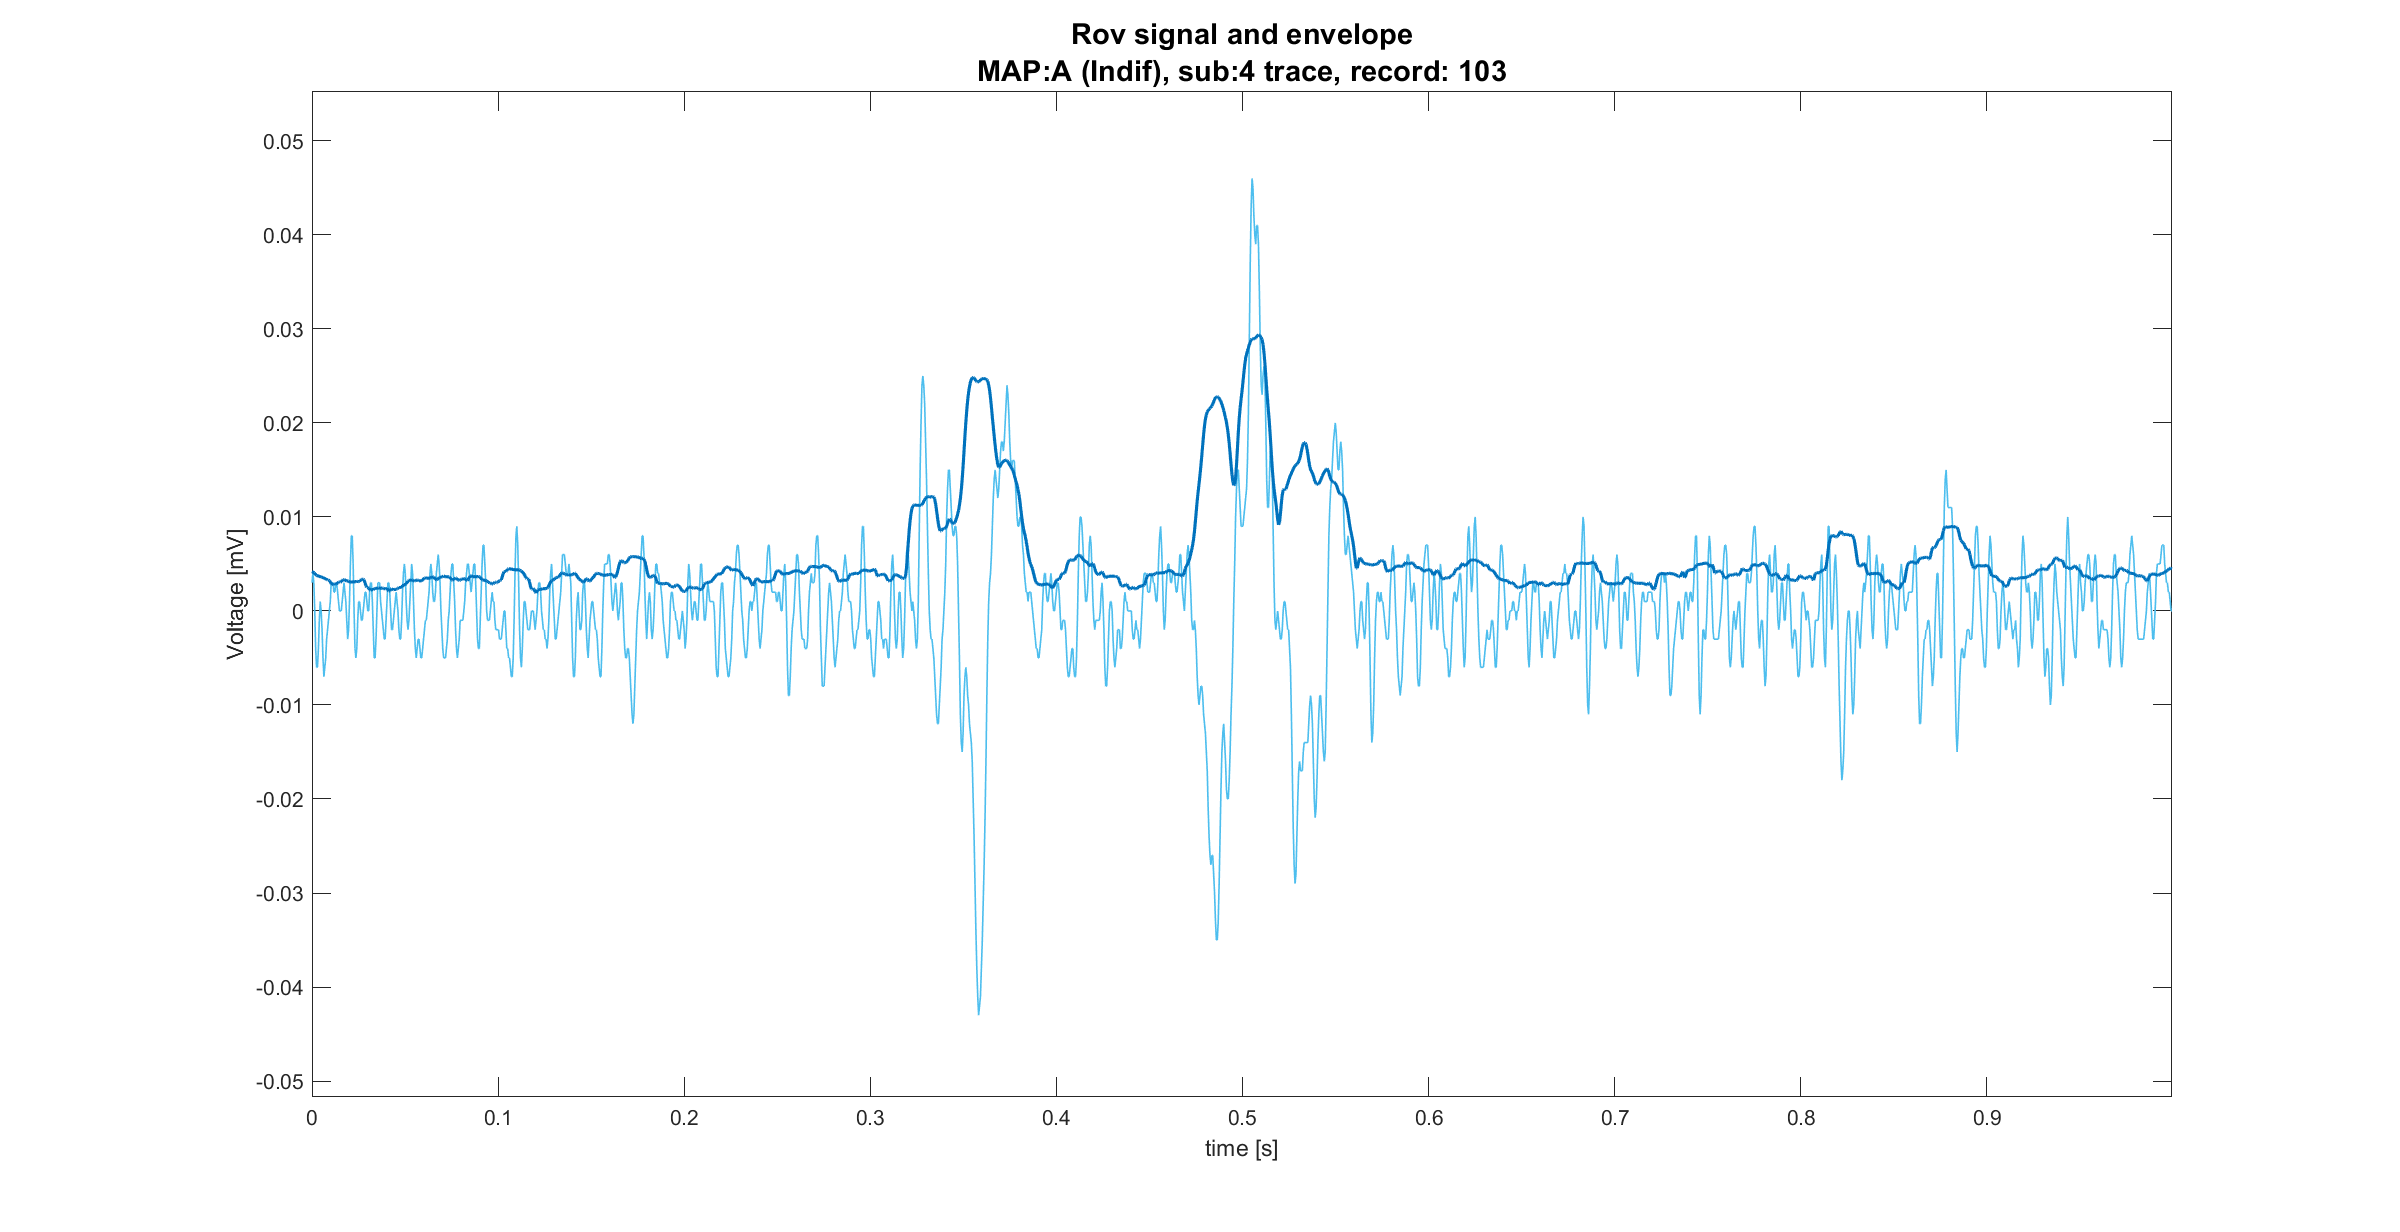 Rov signal and envelope
MAP:A (Indif), sub:4 trace, record: 103
Voltage [mV]
0.05
0.04
0.03
0.02
0.01
0
-0.01
-0.02
-0.03
-0.04
-0.05
0 0.1 0.2 0.3 0.4 0.5 0.6 0.7 0.8 0.9
time [s]